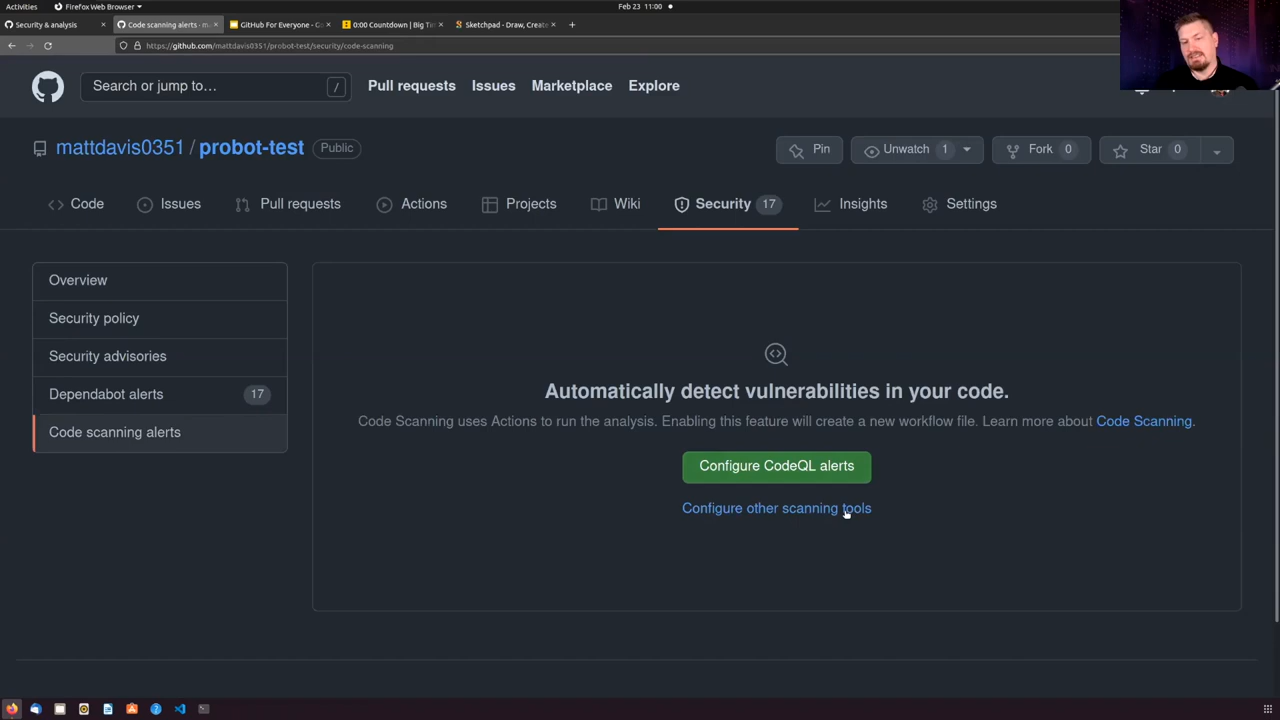 Activities
Firefox Web Browser
Feb 23 11:00
Security & analysis
Code scanning alerts - m
GitHub For Everyone - G
0:00 Countdown | Big Ti
Sketchpad - Draw, Create
https://github.com/mattdavis0351/probot-test/security/code-scanning
Search or jump to…
/
Pull requests
Issues
Marketplace
Explore
mattdavis0351 / probot-test
Public
Pin
Unwatch 1
Fork 0
Star 0
Code
Issues
Pull requests
Actions
Projects
Wiki
Security 17
Insights
Settings
Overview
Security policy
Security advisories
Dependabot alerts 17
Code scanning alerts
Automatically detect vulnerabilities in your code.
Code Scanning uses Actions to run the analysis. Enabling this feature will create a new workflow file. Learn more about Code Scanning.
Configure CodeQL alerts
Configure other scanning tools